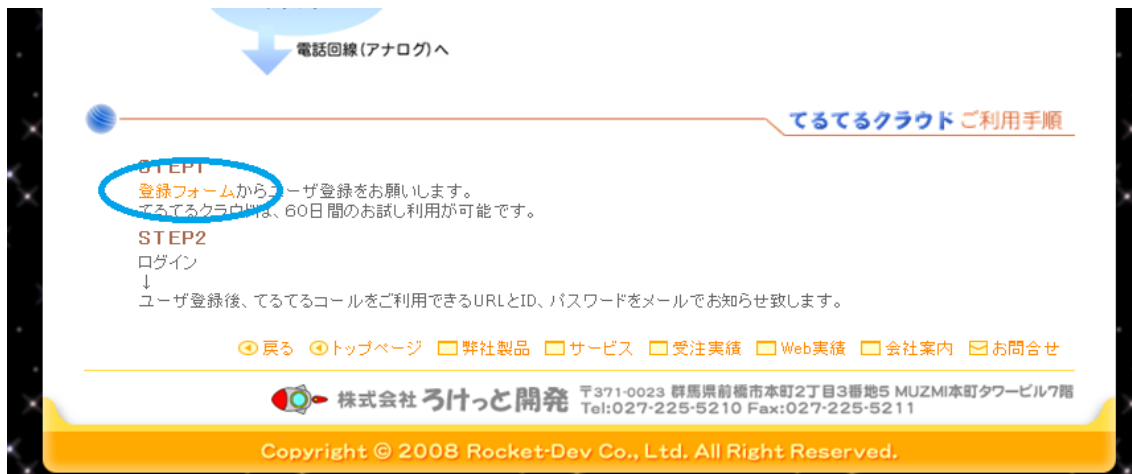 電話回線(アナログ)へ
てるてるクラウド ご利用手順
STEP1
登録フォームからユーザ登録をお願いします。
てるてるクラウドは、60日間のお試し利用が可能です。
STEP2
ログイン
↓
ユーザ登録後、てるてるコールをご利用できるURLとID、パスワードをメールでお知らせ致します。
戻る トップページ 弊社製品 サービス 受注実績 Web実績 会社案内 お問合せ
株式会社 ろけっと開発 〒371-0023 群馬県前橋市本町2丁目3番地5 MUZMI本町タワービル7階
Tel:027-225-5210 Fax:027-225-5211
Copyright © 2008 Rocket-Dev Co., Ltd. All Right Reserved.